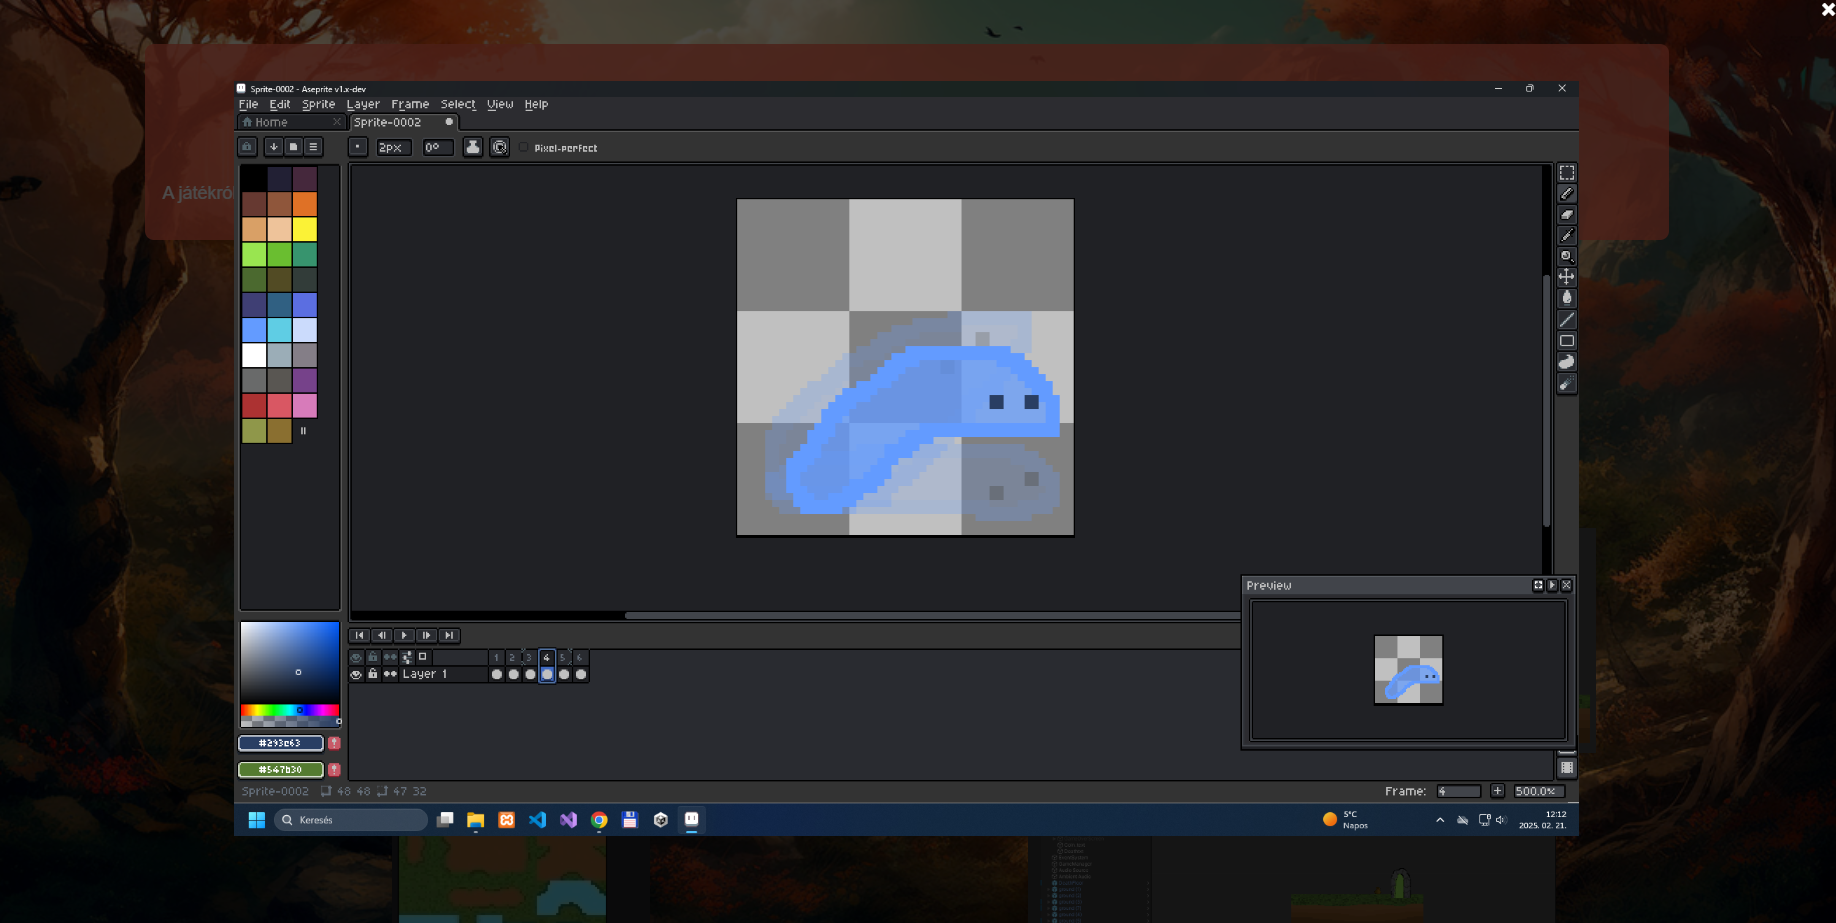 Sprite-0002 - Aseprite v1.x-dev
File Edit Sprite Layer Frame Select View Help
Home
Sprite-0002
2px 0° Pixel-perfect
A játékról
Preview
1 2 3 4 5 6
Layer 1
#293c63
#547b30
Sprite-0002 48 48 47 32
Frame: 4 500.0%
Keresés
5°C
Napos
12:12
2025. 02. 21.